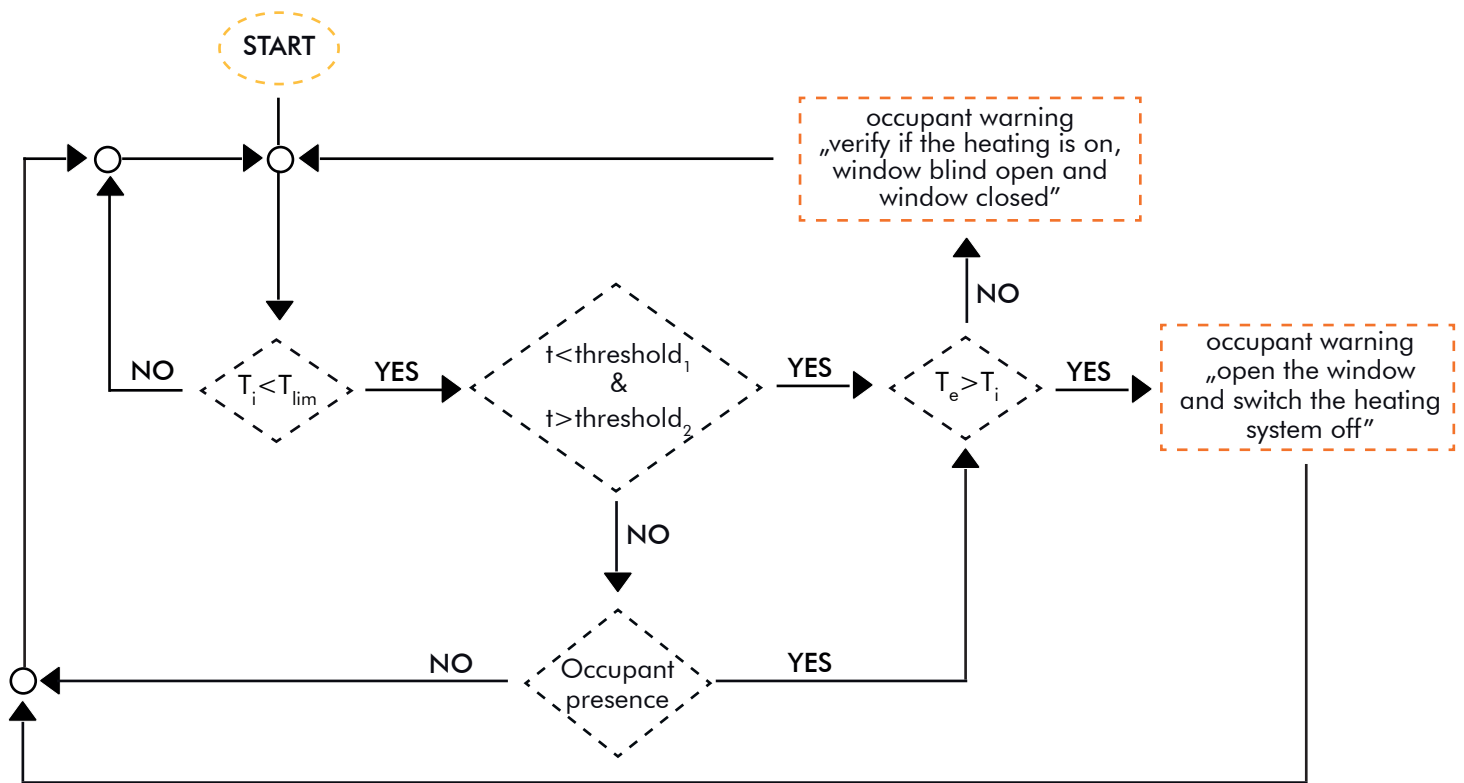 START
occupant warning
„verify if the heating is on,
window blind open and
window closed”
NO
NO
Tᵢ<Tlim
YES
t<threshold₁
&
t>threshold₂
YES
Tₑ>Tᵢ
YES
occupant warning
„open the window
and switch the heating
system off”
NO
NO
Occupant
presence
YES